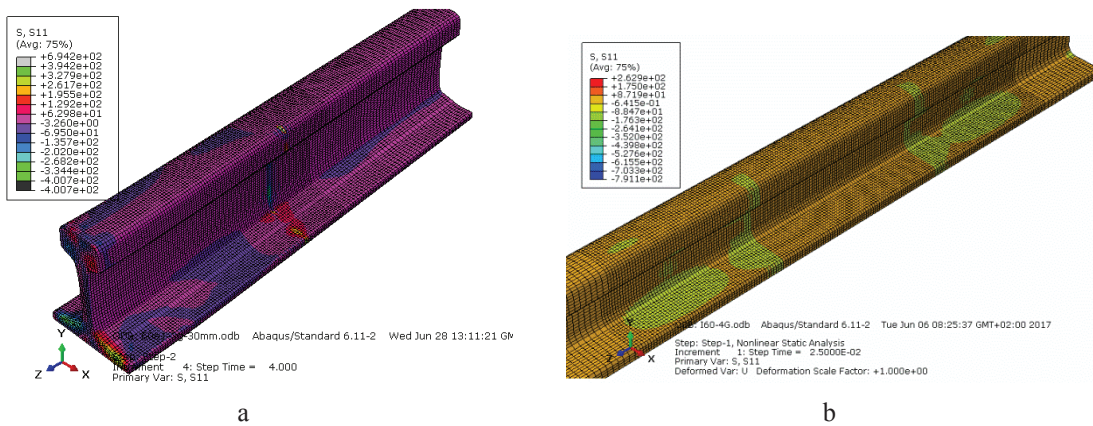 S, S11
(Avg: 75%)
+6.942e+02
+3.942e+02
+3.279e+02
+2.617e+02
+1.955e+02
+1.292e+02
+6.298e+01
-3.260e+00
-6.950e+01
-1.357e+02
-2.020e+02
-2.682e+02
-3.344e+02
-4.007e+02
-4.007e+02
-30mm.odb Abaqus/Standard 6.11-2 Wed Jun 28 13:11:21 GM
Step-2
4: Step Time = 4.000
Primary Var: S, S11
Y
Z X
a
S, S11
(Avg: 75%)
+2.629e+02
+1.750e+02
+8.719e+01
-6.415e-01
-8.847e+01
-1.763e+02
-2.641e+02
-3.520e+02
-4.398e+02
-5.276e+02
-6.155e+02
-7.033e+02
-7.911e+02
I60-4G.odb Abaqus/Standard 6.11-2 Tue Jun 06 08:25:37 GMT+02:00 2017
Step: Step-1, Nonlinear Static Analysis
Increment 1: Step Time = 2.5000E-02
Primary Var: S, S11
Deformed Var: U Deformation Scale Factor: +1.000e+00
Y
Z X
b